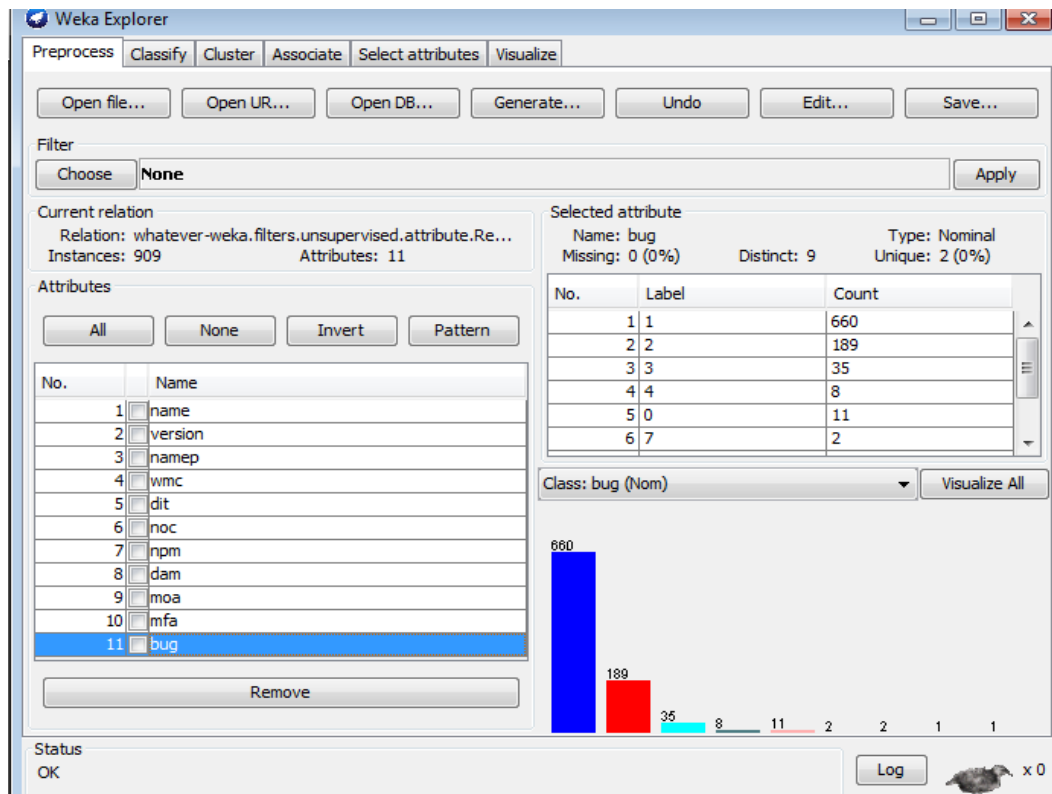 Weka Explorer
Preprocess Classify Cluster Associate Select attributes Visualize
Open file... Open UR... Open DB... Generate... Undo Edit... Save...
Filter
Choose None Apply
Current relation
Relation: whatever-weka.filters.unsupervised.attribute.Re...
Instances: 909 Attributes: 11
Attributes
All None Invert Pattern
No. Name
1 name
2 version
3 namep
4 wmc
5 dit
6 noc
7 npm
8 dam
9 moa
10 mfa
11 bug
Remove
Selected attribute
Name: bug Type: Nominal
Missing: 0 (0%) Distinct: 9 Unique: 2 (0%)
No. Label Count
1 1 660
2 2 189
3 3 35
4 4 8
5 0 11
6 7 2
Class: bug (Nom) Visualize All
660
189
35 8 11 2 2 1 1
Status
OK
Log x 0